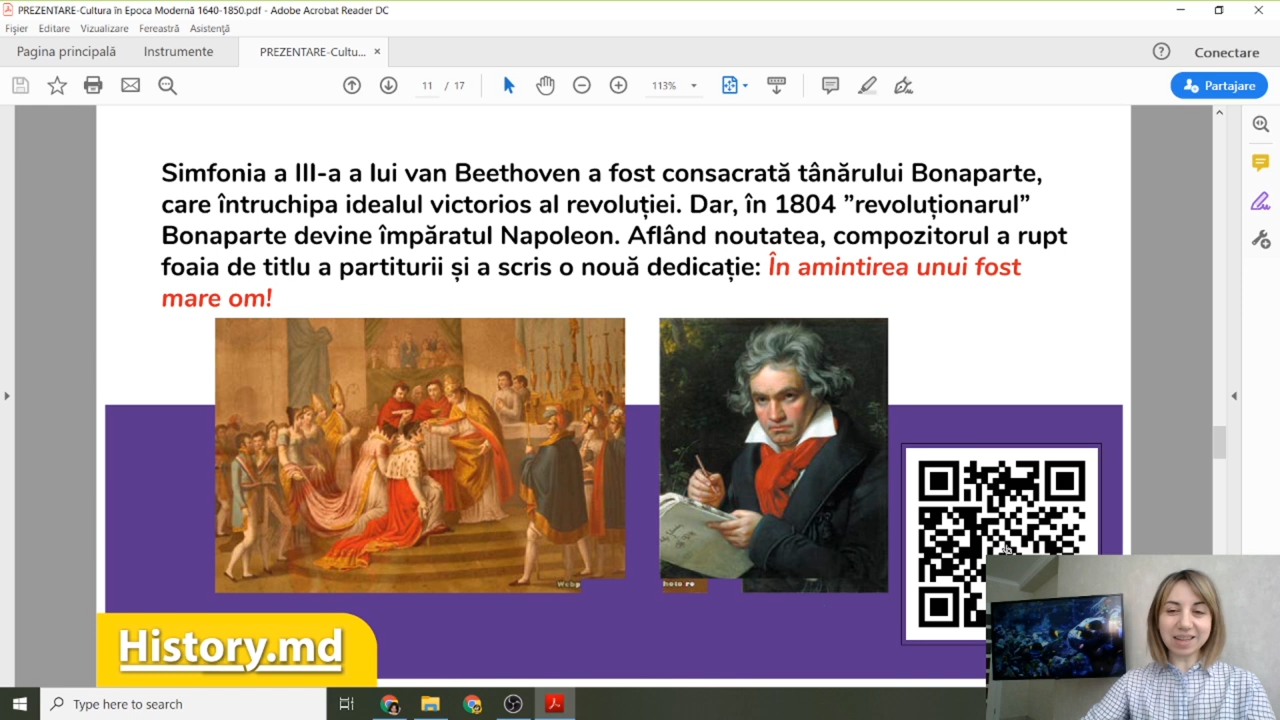 PREZENTARE-Cultura în Epoca Modernă 1640-1850.pdf - Adobe Acrobat Reader DC
Fișier Editare Vizualizare Fereastră Asistență
Pagina principală Instrumente PREZENTARE-Cultu... × Conectare
11 / 17 113% Partajare
Simfonia a III-a a lui van Beethoven a fost consacrată tânărului Bonaparte,
care întruchipa idealul victorios al revoluției. Dar, în 1804 ”revoluționarul”
Bonaparte devine împăratul Napoleon. Aflând noutatea, compozitorul a rupt
foaia de titlu a partiturii și a scris o nouă dedicație: În amintirea unui fost
mare om!
History.md
Type here to search